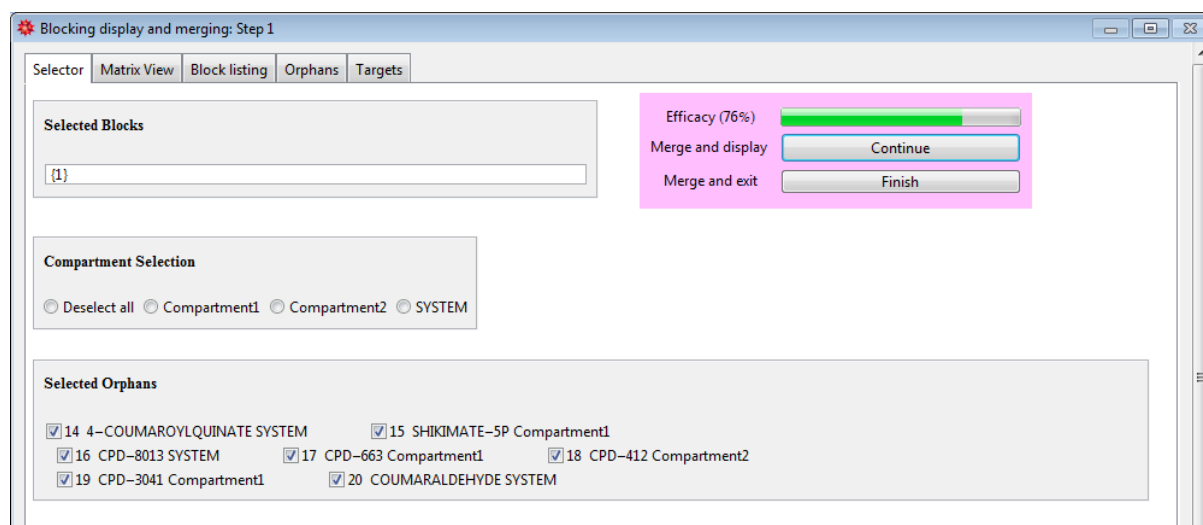 Blocking display and merging: Step 1
Selector Matrix View Block listing Orphans Targets
Selected Blocks
{1}
Efficacy (76%)
Merge and display Continue
Merge and exit Finish
Compartment Selection
Deselect all Compartment1 Compartment2 SYSTEM
Selected Orphans
14 4−COUMAROYLQUINATE SYSTEM 15 SHIKIMATE−5P Compartment1
16 CPD−8013 SYSTEM 17 CPD−663 Compartment1 18 CPD−412 Compartment2
19 CPD−3041 Compartment1 20 COUMARALDEHYDE SYSTEM